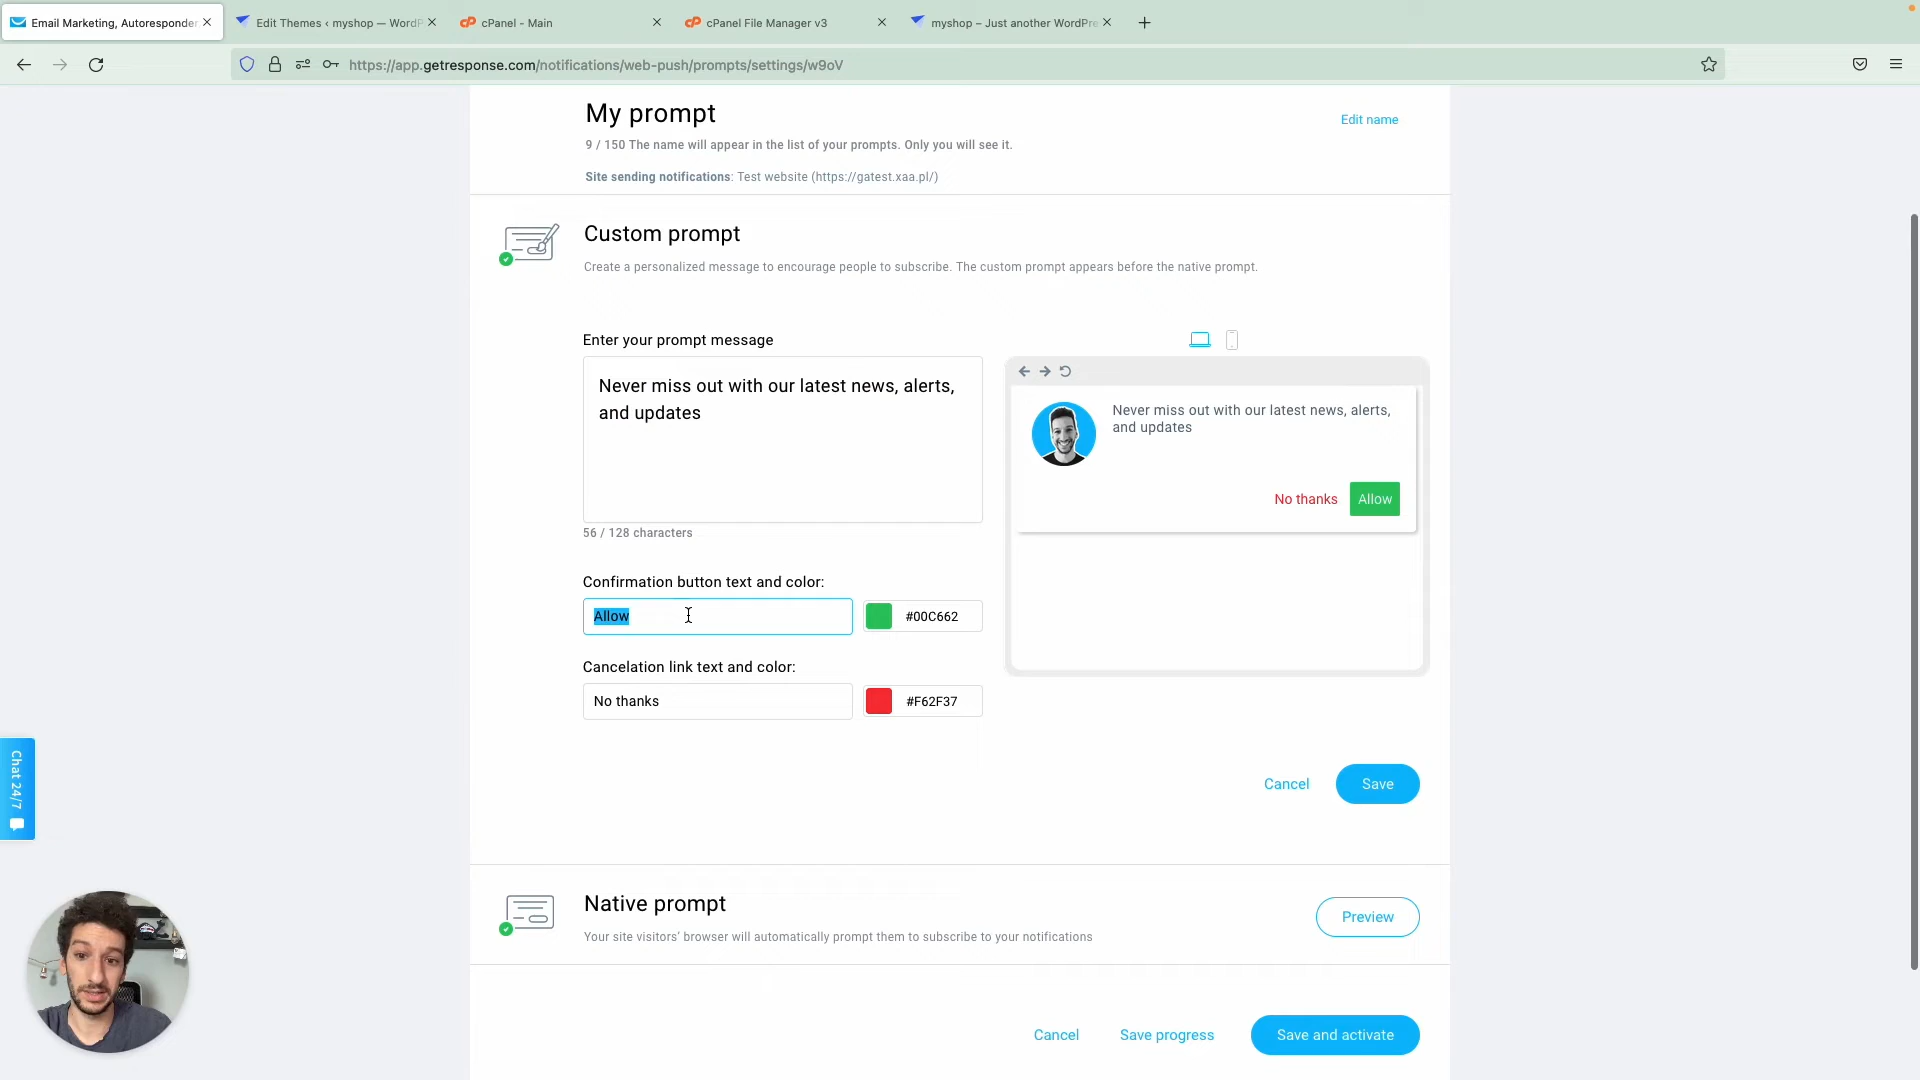 Email Marketing, Autoresponder
Edit Themes ‹ myshop — WordP
cPanel - Main
cPanel File Manager v3
myshop – Just another WordPre
https://app.getresponse.com/notifications/web-push/prompts/settings/w9oV
My prompt
Edit name
9 / 150 The name will appear in the list of your prompts. Only you will see it.
Site sending notifications: Test website (https://gatest.xaa.pl/)
Custom prompt
Create a personalized message to encourage people to subscribe. The custom prompt appears before the native prompt.
Enter your prompt message
Never miss out with our latest news, alerts,
and updates
56 / 128 characters
Never miss out with our latest news, alerts,
and updates
No thanks
Allow
Confirmation button text and color:
Allow
#00C662
Cancelation link text and color:
No thanks
#F62F37
Cancel
Save
Chat 24/7
Native prompt
Your site visitors' browser will automatically prompt them to subscribe to your notifications
Preview
Cancel
Save progress
Save and activate